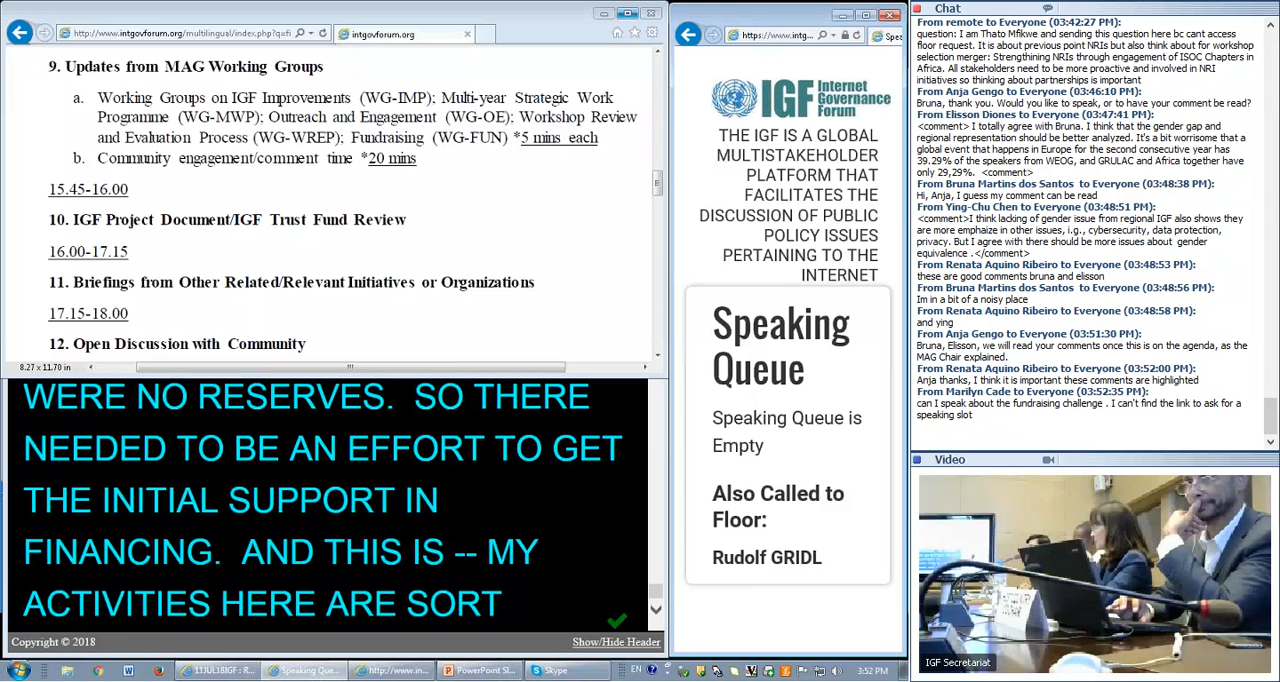 http://www.intgovforum.org/multilingual/index.php?q=fi
intgovforum.org
9. Updates from MAG Working Groups
a. Working Groups on IGF Improvements (WG-IMP); Multi-year Strategic Work
Programme (WG-MWP); Outreach and Engagement (WG-OE); Workshop Review
and Evaluation Process (WG-WREP); Fundraising (WG-FUN) *5 mins each
b. Community engagement/comment time *20 mins
15.45-16.00
10. IGF Project Document/IGF Trust Fund Review
16.00-17.15
11. Briefings from Other Related/Relevant Initiatives or Organizations
17.15-18.00
12. Open Discussion with Community
8.27 x 11.70 in
WERE NO RESERVES. SO THERE
NEEDED TO BE AN EFFORT TO GET
THE INITIAL SUPPORT IN
FINANCING. AND THIS IS -- MY
ACTIVITIES HERE ARE SORT
Copyright © 2018
Show/Hide Header
https://www.intg...
Spe
IGF Internet
Governance
Forum
THE IGF IS A GLOBAL
MULTISTAKEHOLDER
PLATFORM THAT
FACILITATES THE
DISCUSSION OF PUBLIC
POLICY ISSUES
PERTAINING TO THE
INTERNET
Speaking
Queue
Speaking Queue is
Empty
Also Called to
Floor:
Rudolf GRIDL
Chat
From remote to Everyone (03:42:27 PM):
question: I am Thato Mfikwe and sending this question here bc cant access
floor request. It is about previous point NRIs but also think about for workshop
selection merger: Strengthining NRIs through engagement of ISOC Chapters in
Africa. All stakeholders need to be more proactive and involved in NRI
initiatives so thinking about partnerships is important
From Anja Gengo to Everyone (03:46:10 PM):
Bruna, thank you. Would you like to speak, or to have your comment be read?
From Elisson Diones to Everyone (03:47:41 PM):
<comment> I totally agree with Bruna. I think that the gender gap and
regional representation should be better analyzed. It's a bit worrisome that a
global event that happens in Europe for the second consecutive year has
39.29% of the speakers from WEOG, and GRULAC and Africa together have
only 29,29%. <comment>
From Bruna Martins dos Santos to Everyone (03:48:38 PM):
Hi, Anja, I guess my comment can be read
From Ying-Chu Chen to Everyone (03:48:51 PM):
<comment>I think lacking of gender issue from regional IGF also shows they
are more emphaize in other issues, i.g., cybersecurity, data protection,
privacy. But I agree with there should be more issues about gender
equivalence .</comment>
From Renata Aquino Ribeiro to Everyone (03:48:53 PM):
these are good comments bruna and elisson
From Bruna Martins dos Santos to Everyone (03:48:56 PM):
Im in a bit of a noisy place
From Renata Aquino Ribeiro to Everyone (03:48:58 PM):
and ying
From Anja Gengo to Everyone (03:51:30 PM):
Bruna, Elisson, we will read your comments once this is on the agenda, as the
MAG Chair explained.
From Renata Aquino Ribeiro to Everyone (03:52:00 PM):
Anja thanks, I think it is important these comments are highlighted
From Marilyn Cade to Everyone (03:52:35 PM):
can I speak about the fundraising challenge . I can't find the link to ask for a
speaking slot
Video
IGF Secretariat
11JUL18IGF : R...
Speaking Que...
http://www.in...
PowerPoint Sl...
Skype
EN
3:52 PM